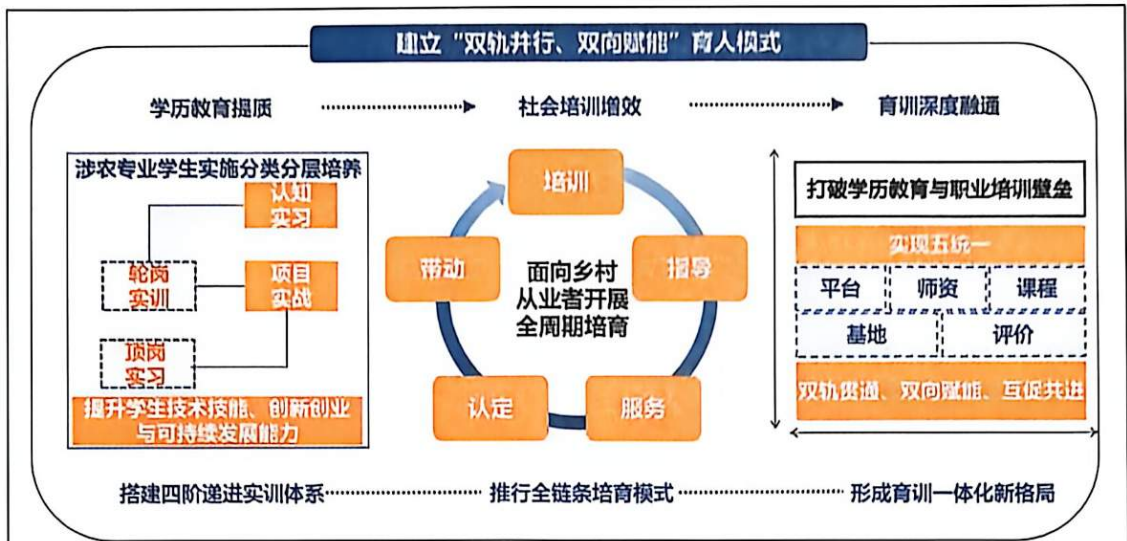 建立“双轨并行、双向赋能”育人模式
学历教育提质
社会培训增效
育训深度融通
涉农专业学生实施分类分层培养
认知
实习
轮岗
实训
项目
实战
顶岗
实习
提升学生技术技能、创新创业
与可持续发展能力
培训
指导
服务
认定
带动
面向乡村
从业者开展
全周期培育
打破学历教育与职业培训壁垒
实现五统一
平台
师资
课程
基地
评价
双轨贯通、双向赋能、互促共进
搭建四阶递进实训体系
推行全链条培育模式
形成育训一体化新格局